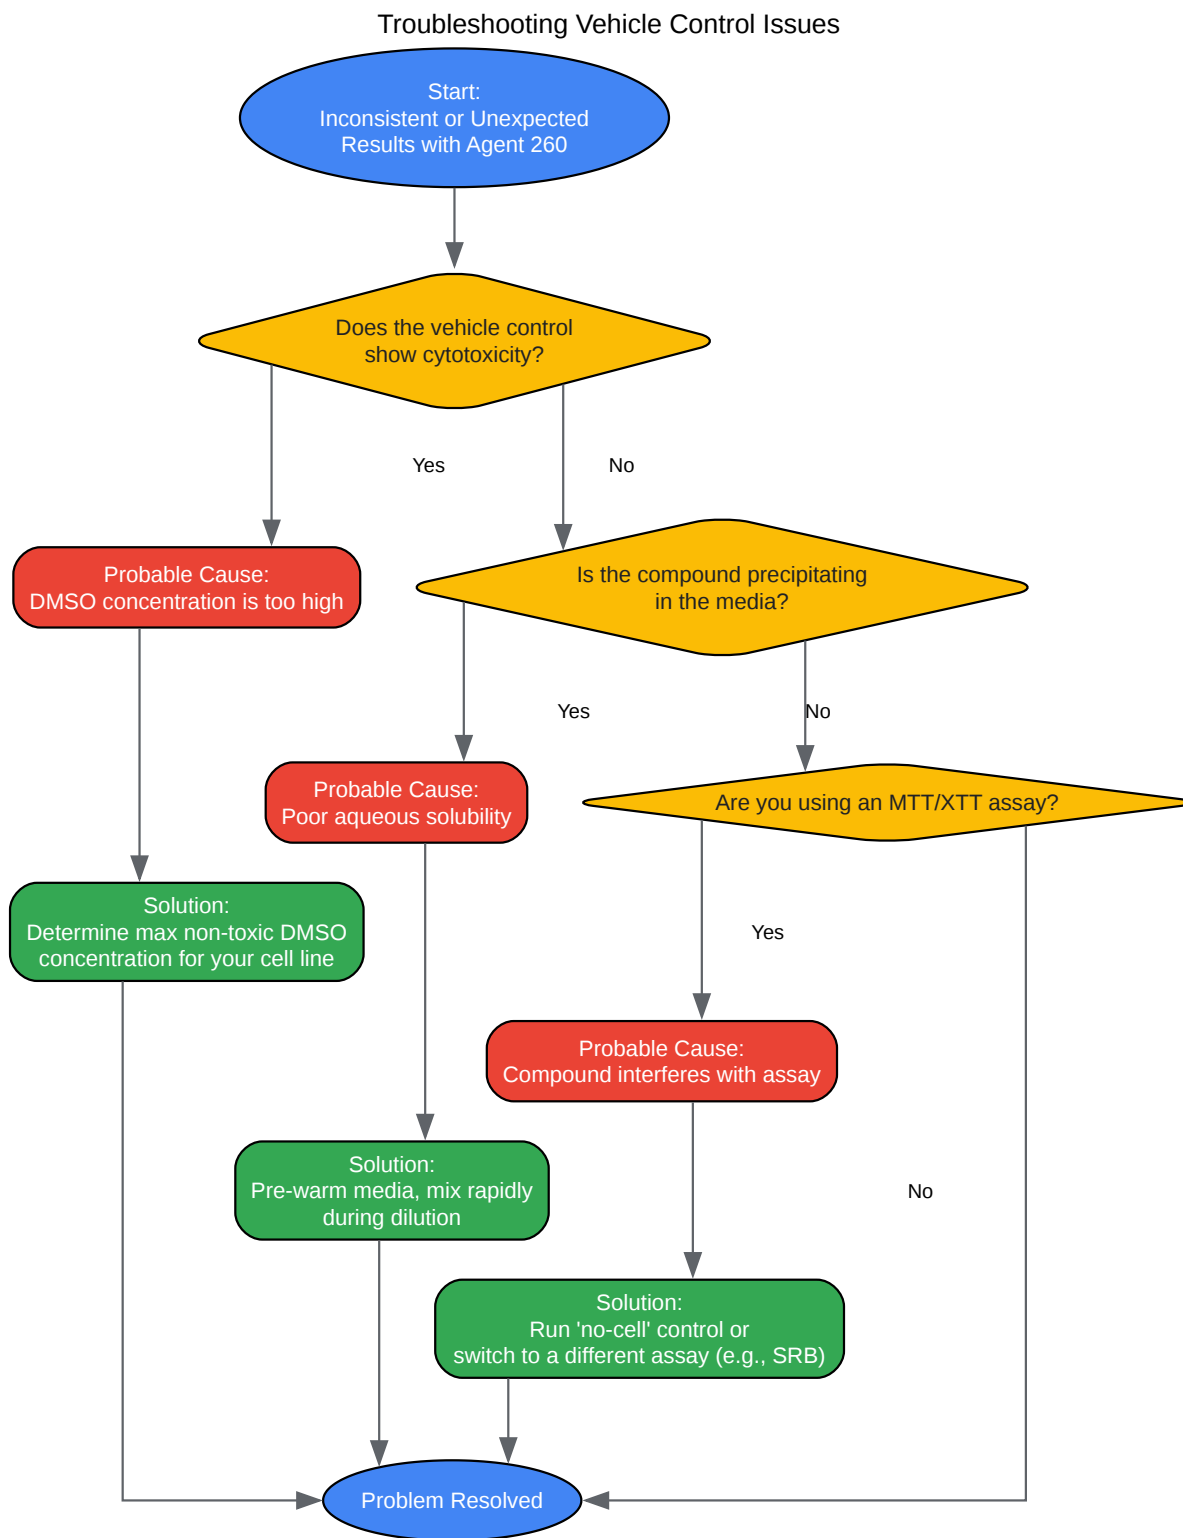 Troubleshooting Vehicle Control Issues
Start:
Inconsistent or Unexpected
Results with Agent 260
Does the vehicle control
show cytotoxicity?
Yes
No
Probable Cause:
DMSO concentration is too high
Is the compound precipitating
in the media?
Yes
No
Probable Cause:
Poor aqueous solubility
Are you using an MTT/XTT assay?
Solution:
Determine max non-toxic DMSO
concentration for your cell line
Yes
Probable Cause:
Compound interferes with assay
Solution:
Pre-warm media, mix rapidly
during dilution
No
Solution:
Run 'no-cell' control or
switch to a different assay (e.g., SRB)
Problem Resolved